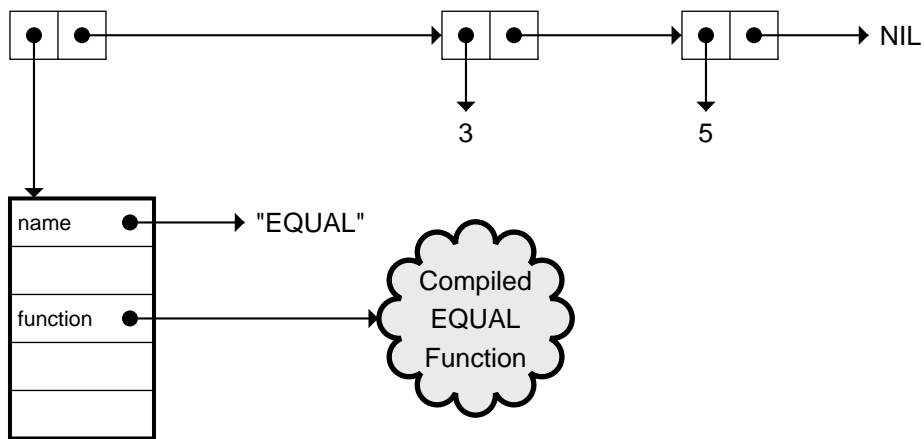 NIL
3
5
name
"EQUAL"
function
Compiled
EQUAL
Function